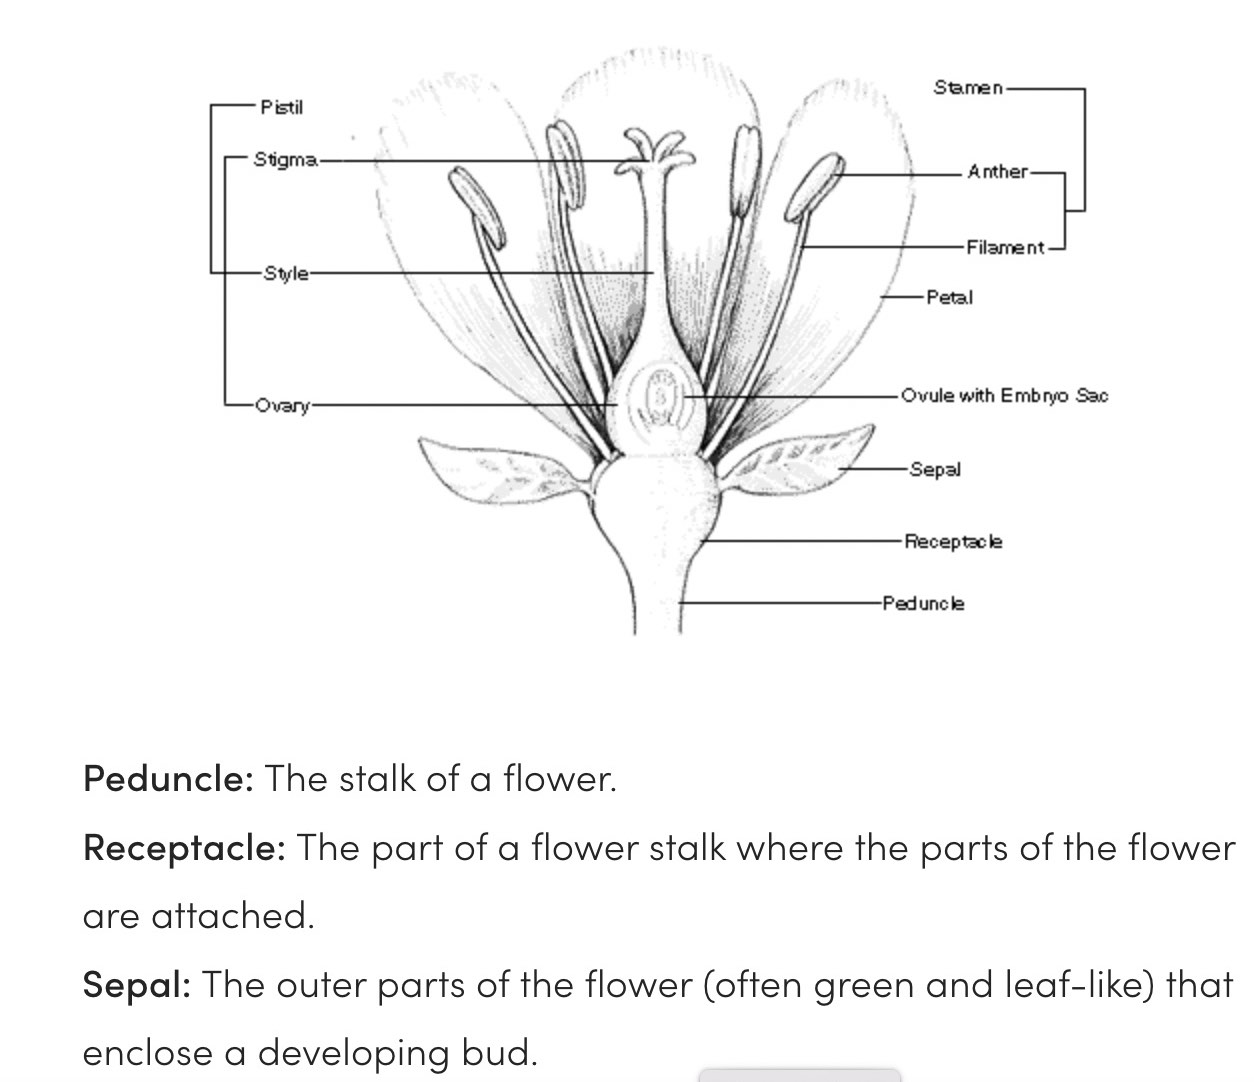 Pistil
Stigma
Style
Ovary
Stamen
Anther
Filament
Petal
Ovule with Embryo Sac
Sepal
Receptacle
Peduncle
Peduncle: The stalk of a flower.
Receptacle: The part of a flower stalk where the parts of the flower
are attached.
Sepal: The outer parts of the flower (often green and leaf-like) that
enclose a developing bud.